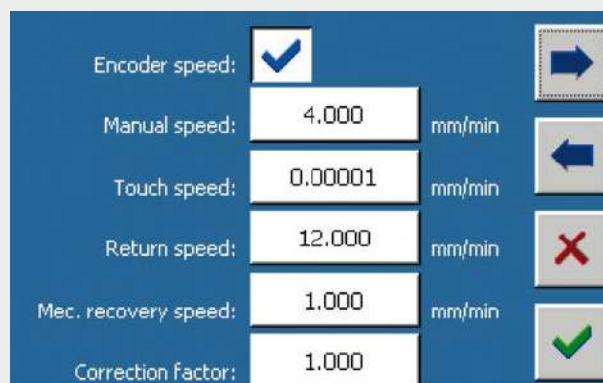 Encoder speed:
Manual speed: 4.000 mm/min
Touch speed: 0.00001 mm/min
Return speed: 12.000 mm/min
Mec. recovery speed: 1.000 mm/min
Correction factor: 1.000